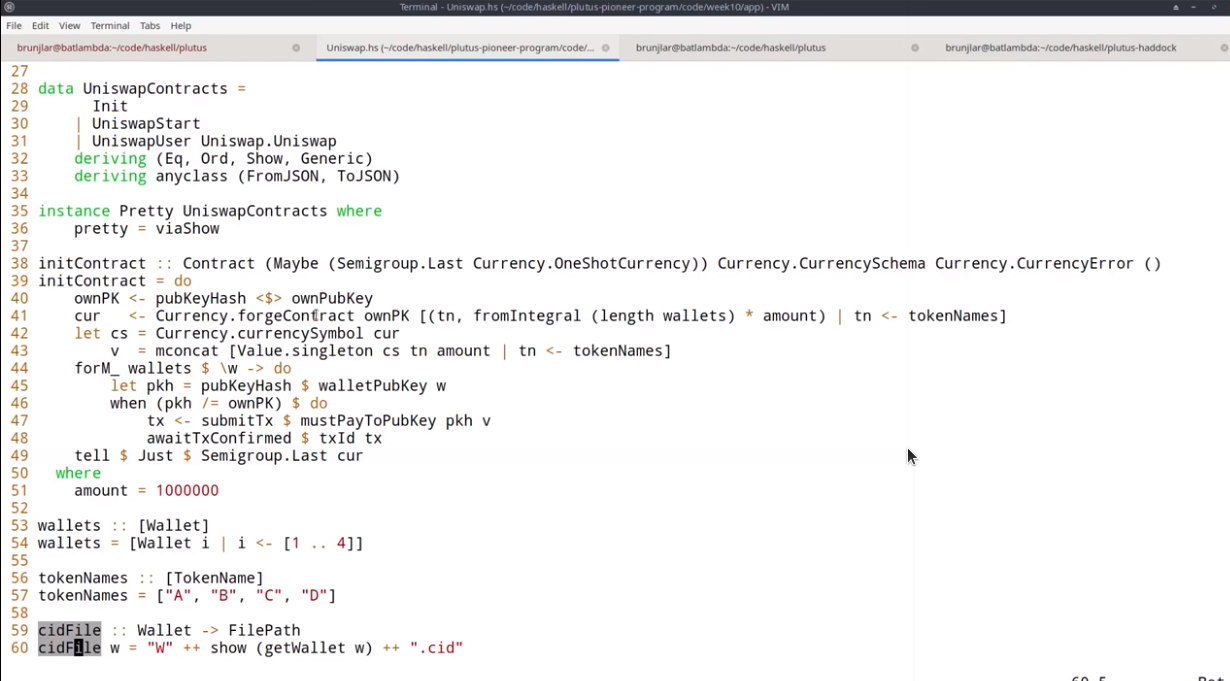 Terminal - Uniswap.hs (~/code/haskell/plutus-pioneer-program/code/week10/app) - VIM
File Edit View Terminal Tabs Help
brunjlar@batlambda:~/code/haskell/plutus
Uniswap.hs (~/code/haskell/plutus-pioneer-program/code/...
brunjlar@batlambda:~/code/haskell/plutus
brunjlar@batlambda:~/code/haskell/plutus-haddock
27
28 data UniswapContracts =
29       Init
30     | UniswapStart
31     | UniswapUser Uniswap.Uniswap
32     deriving (Eq, Ord, Show, Generic)
33     deriving anyclass (FromJSON, ToJSON)
34
35 instance Pretty UniswapContracts where
36     pretty = viaShow
37
38 initContract :: Contract (Maybe (Semigroup.Last Currency.OneShotCurrency)) Currency.CurrencySchema Currency.CurrencyError ()
39 initContract = do
40     ownPK <- pubKeyHash <$> ownPubKey
41     cur   <- Currency.forgeContract ownPK [(tn, fromIntegral (length wallets) * amount) | tn <- tokenNames]
42     let cs = Currency.currencySymbol cur
43         v  = mconcat [Value.singleton cs tn amount | tn <- tokenNames]
44     forM_ wallets $ \w -> do
45         let pkh = pubKeyHash $ walletPubKey w
46         when (pkh /= ownPK) $ do
47             tx <- submitTx $ mustPayToPubKey pkh v
48             awaitTxConfirmed $ txId tx
49     tell $ Just $ Semigroup.Last cur
50   where
51     amount = 1000000
52
53 wallets :: [Wallet]
54 wallets = [Wallet i | i <- [1 .. 4]]
55
56 tokenNames :: [TokenName]
57 tokenNames = ["A", "B", "C", "D"]
58
59 cidFile :: Wallet -> FilePath
60 cidFile w = "W" ++ show (getWallet w) ++ ".cid"